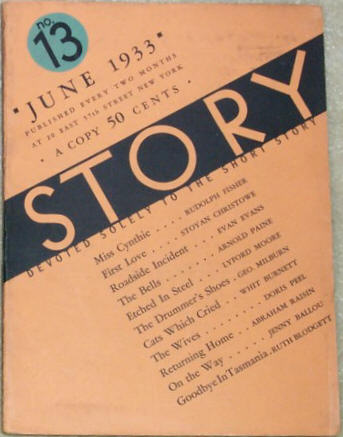 no.
13
"JUNE 1933"
PUBLISHED EVERY TWO MONTHS
AT 20 EAST 57th STREET NEW YORK
· A COPY 50 CENTS ·
STORY
DEVOTED SOLELY TO THE SHORT STORY
Miss Cynthie . . . . RUDOLPH FISHER
First Love . . . . STOYAN CHRISTOWE
Roadside Incident . . . EVAN EVANS
The Bells . . . . . ARNOLD PAINE
Etched In Steel . . . LYFORD MOORE
The Drummer's Shoes . GEO. MILBURN
Cats Which Cried . . WHIT BURNETT
The Wives . . . . . DORIS PEEL
Returning Home . . ABRAHAM RAISIN
On the Way . . . . JENNY BALLOU
Goodbye In Tasmania . RUTH BLODGETT